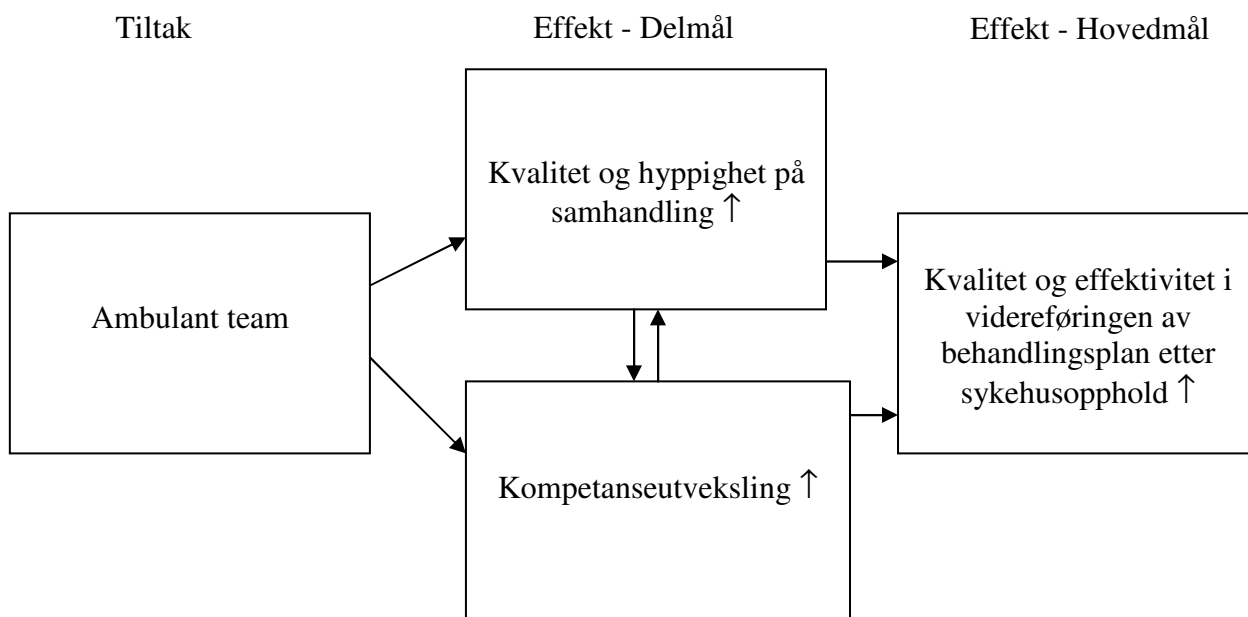 Tiltak
Effekt - Delmål
Effekt - Hovedmål
Ambulant team
Kvalitet og hyppighet på
samhandling ↑
Kompetanseutveksling ↑
Kvalitet og effektivitet i
videreføringen av
behandlingsplan etter
sykehusopphold ↑